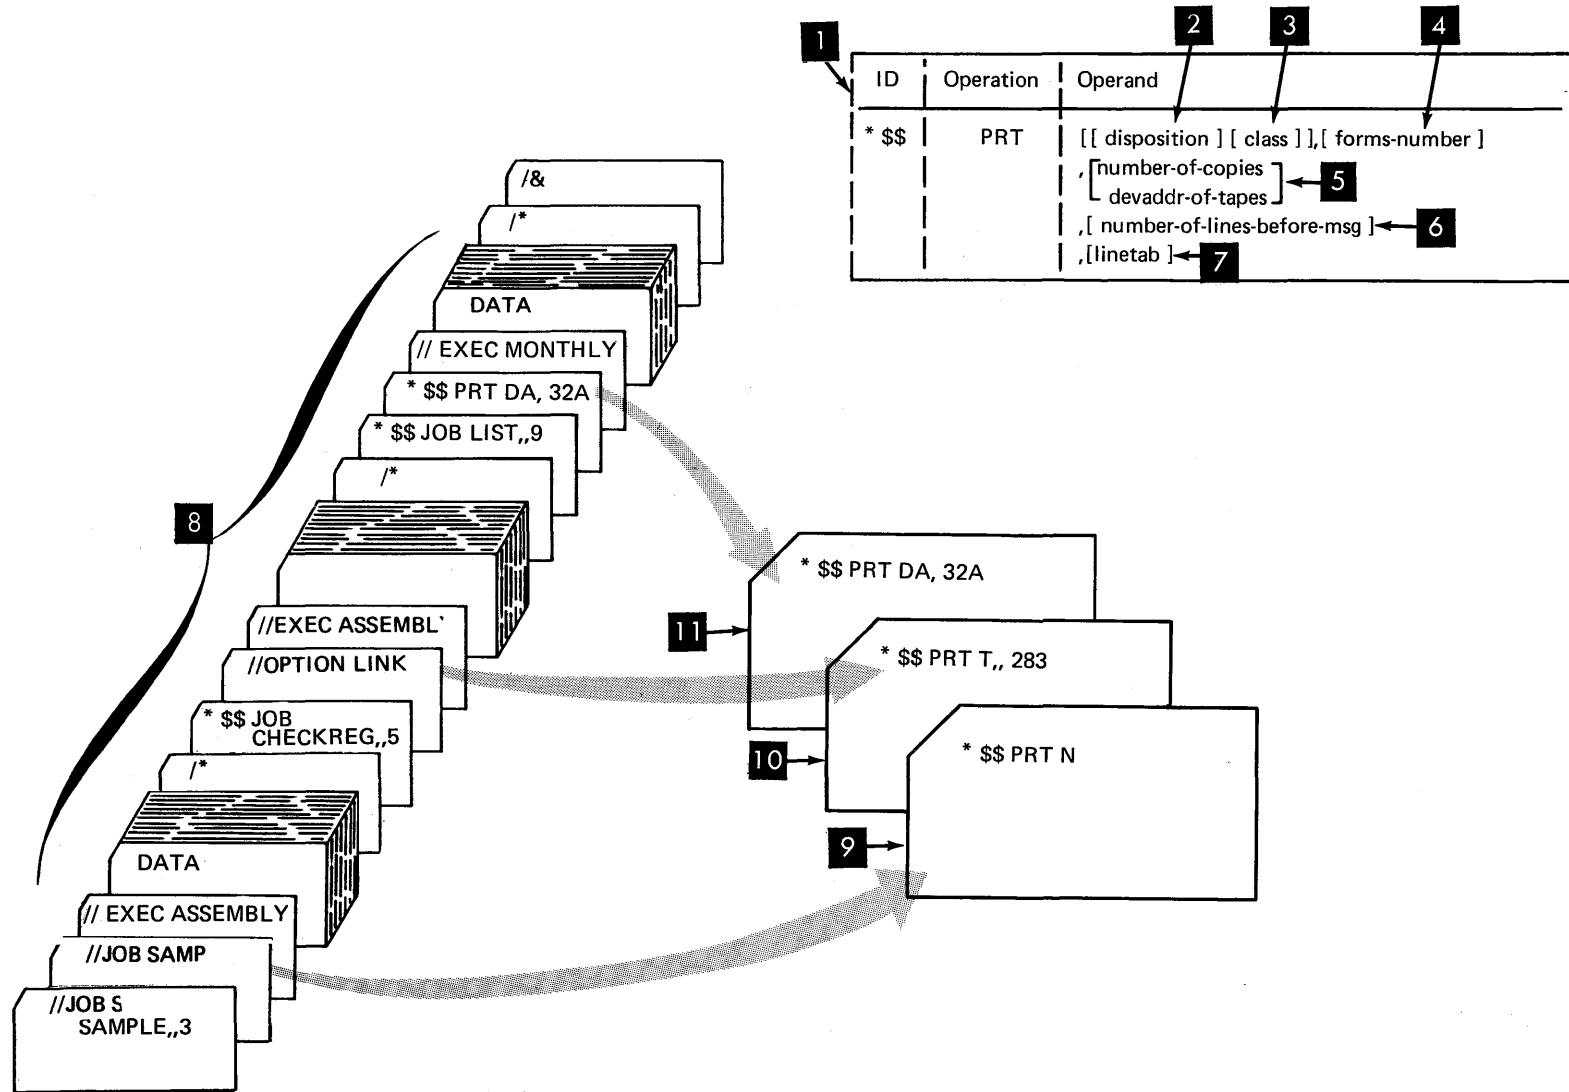 2
3
4
1
ID Operation Operand
* $$ PRT [[ disposition ] [ class ] ],[ forms-number ]
,[number-of-copies
devaddr-of-tapes] 5
,[ number-of-lines-before-msg ] 6
,[linetab ] 7
/&
/*
DATA
// EXEC MONTHLY
* $$ PRT DA, 32A
* $$ JOB LIST,,9
/*
8
//EXEC ASSEMBL
//OPTION LINK
* $$ JOB
CHECKREG,,5
/*
DATA
// EXEC ASSEMBLY
//JOB SAMP
//JOB S
SAMPLE,,3
* $$ PRT DA, 32A
11
* $$ PRT T,, 283
10
* $$ PRT N
9